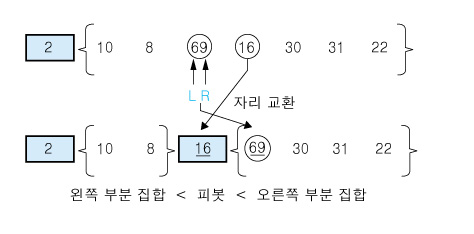 2 10 8 69 16 30 31 22
L R
자리 교환
2 10 8 16 69 30 31 22
왼쪽 부분 집합 < 피봇 < 오른쪽 부분 집합